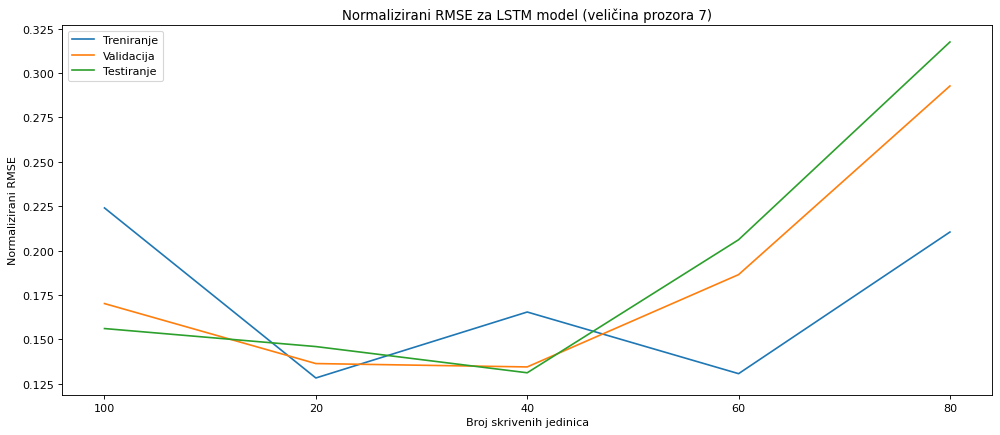 Normalizirani RMSE za LSTM model (veličina prozora 7)
Treniranje
Validacija
Testiranje
Normalizirani RMSE
0.325
0.300
0.275
0.250
0.225
0.200
0.175
0.150
0.125
100 20 40 60 80
Broj skrivenih jedinica